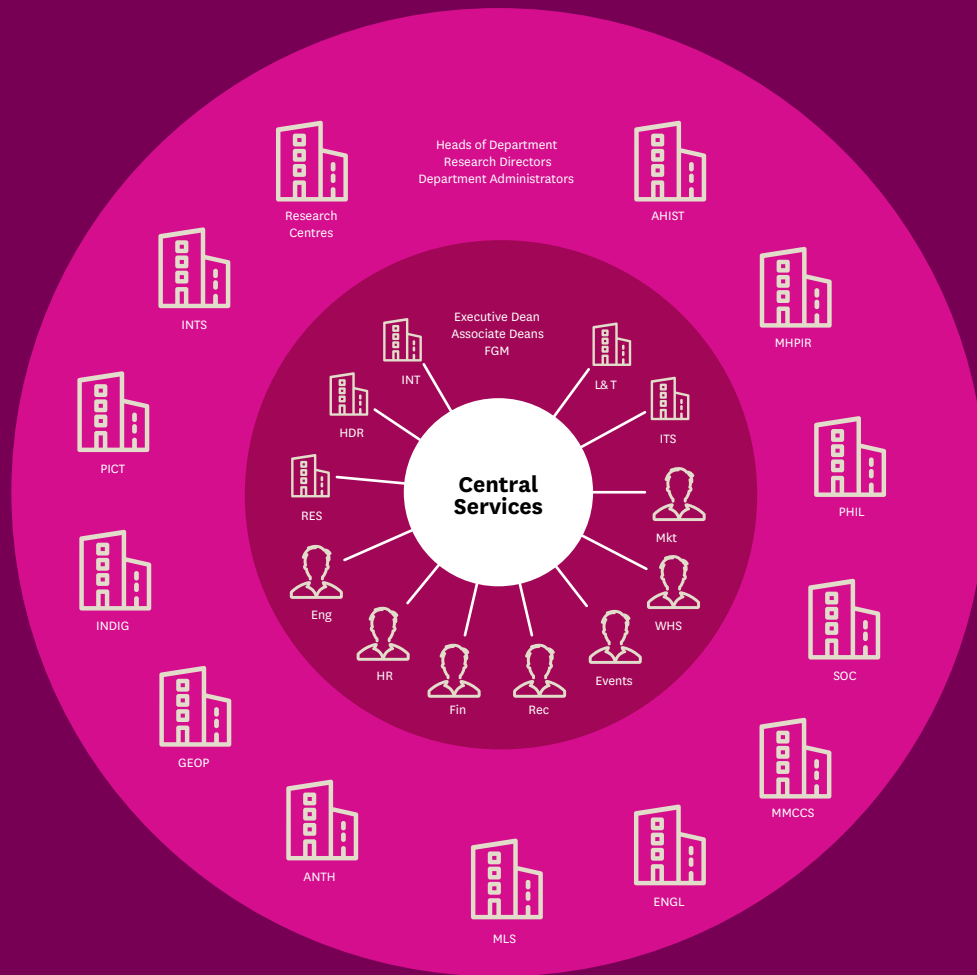 Heads of Department
Research Directors
Department Administrators
Research
Centres
AHIST
INTS
MHPIR
PICT
PHIL
INDIG
SOC
GEOP
MMCCS
ANTH
ENGL
MLS
Executive Dean
Associate Deans
FGM
INT
L&T
HDR
ITS
RES
Mkt
Eng
WHS
HR
Events
Fin
Rec
Central
Services